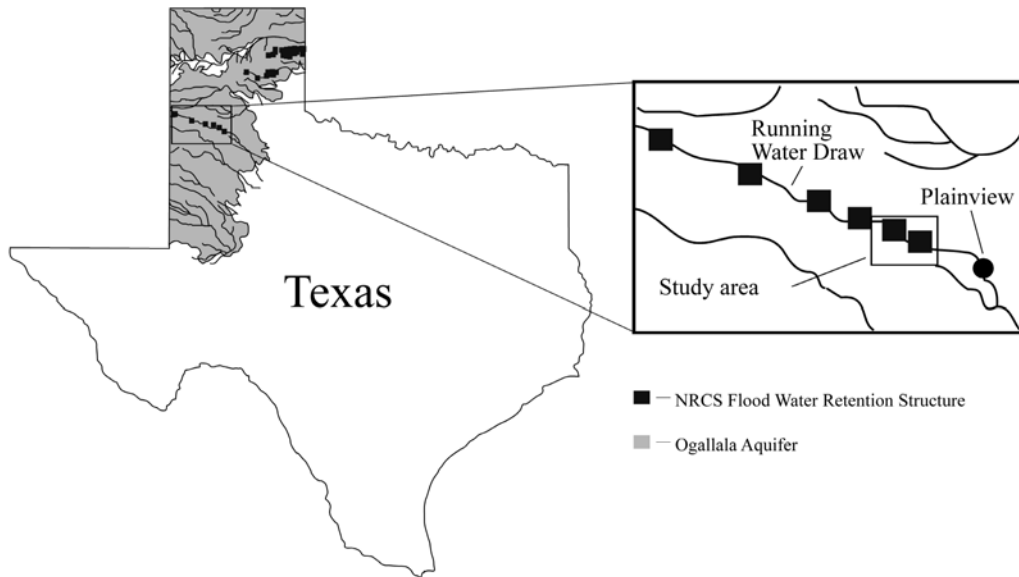 Texas
Running
Water Draw
Plainview
Study area
NRCS Flood Water Retention Structure
Ogallala Aquifer